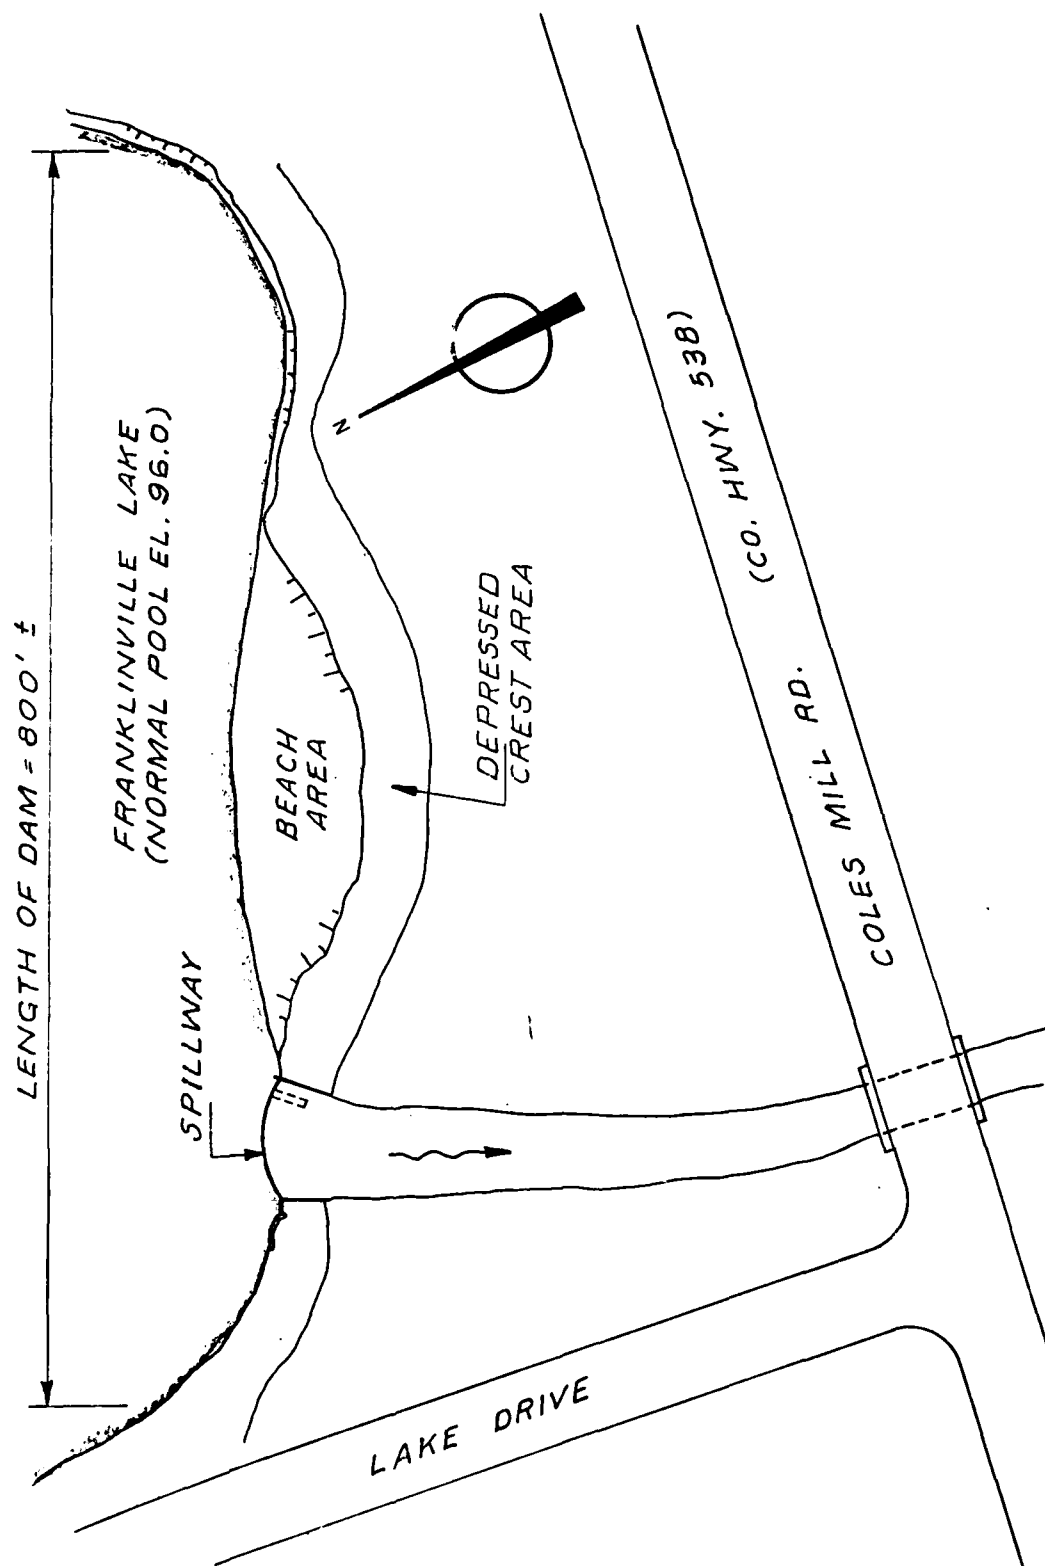 LENGTH OF DAM = 800' ±
FRANKLINVILLE LAKE
(NORMAL POOL EL. 96.0)
SPILLWAY
BEACH
AREA
N
DEPRESSED
CREST AREA
(CO. HWY. 538)
COLES MILL RD.
LAKE DRIVE